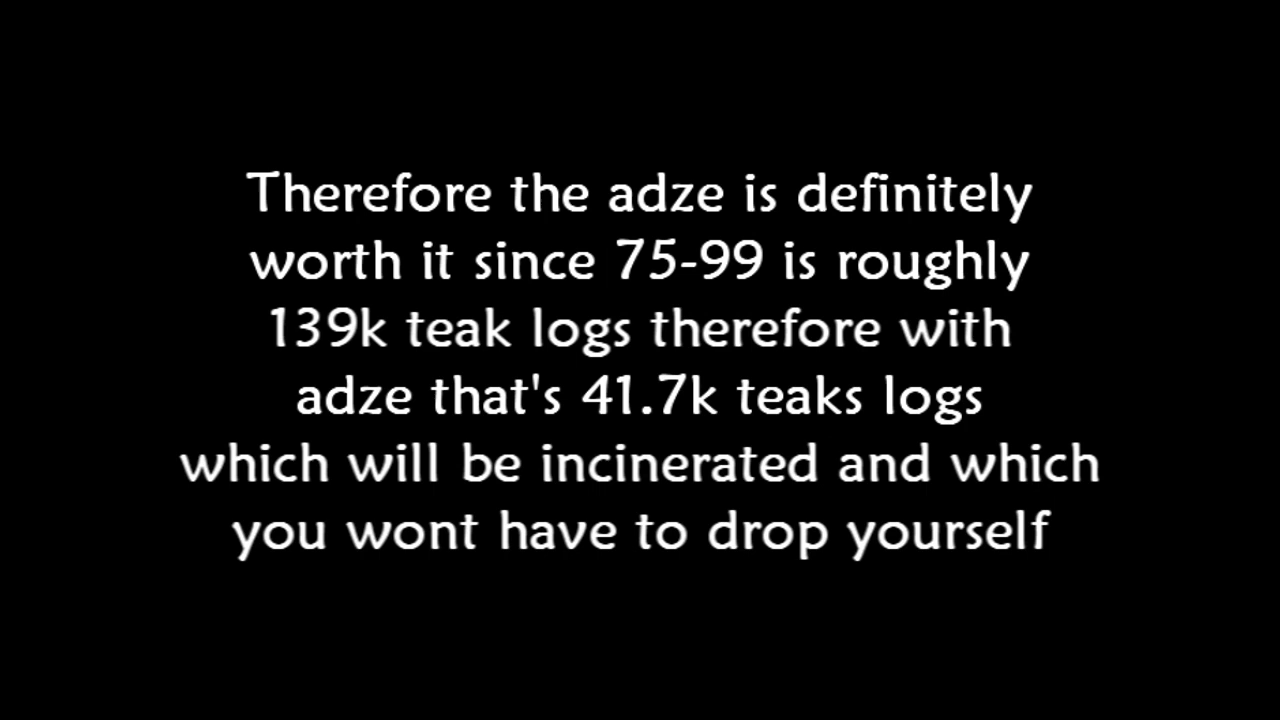 Therefore the adze is definitely
worth it since 75-99 is roughly
139k teak logs therefore with
adze that's 41.7k teaks logs
which will be incinerated and which
you wont have to drop yourself